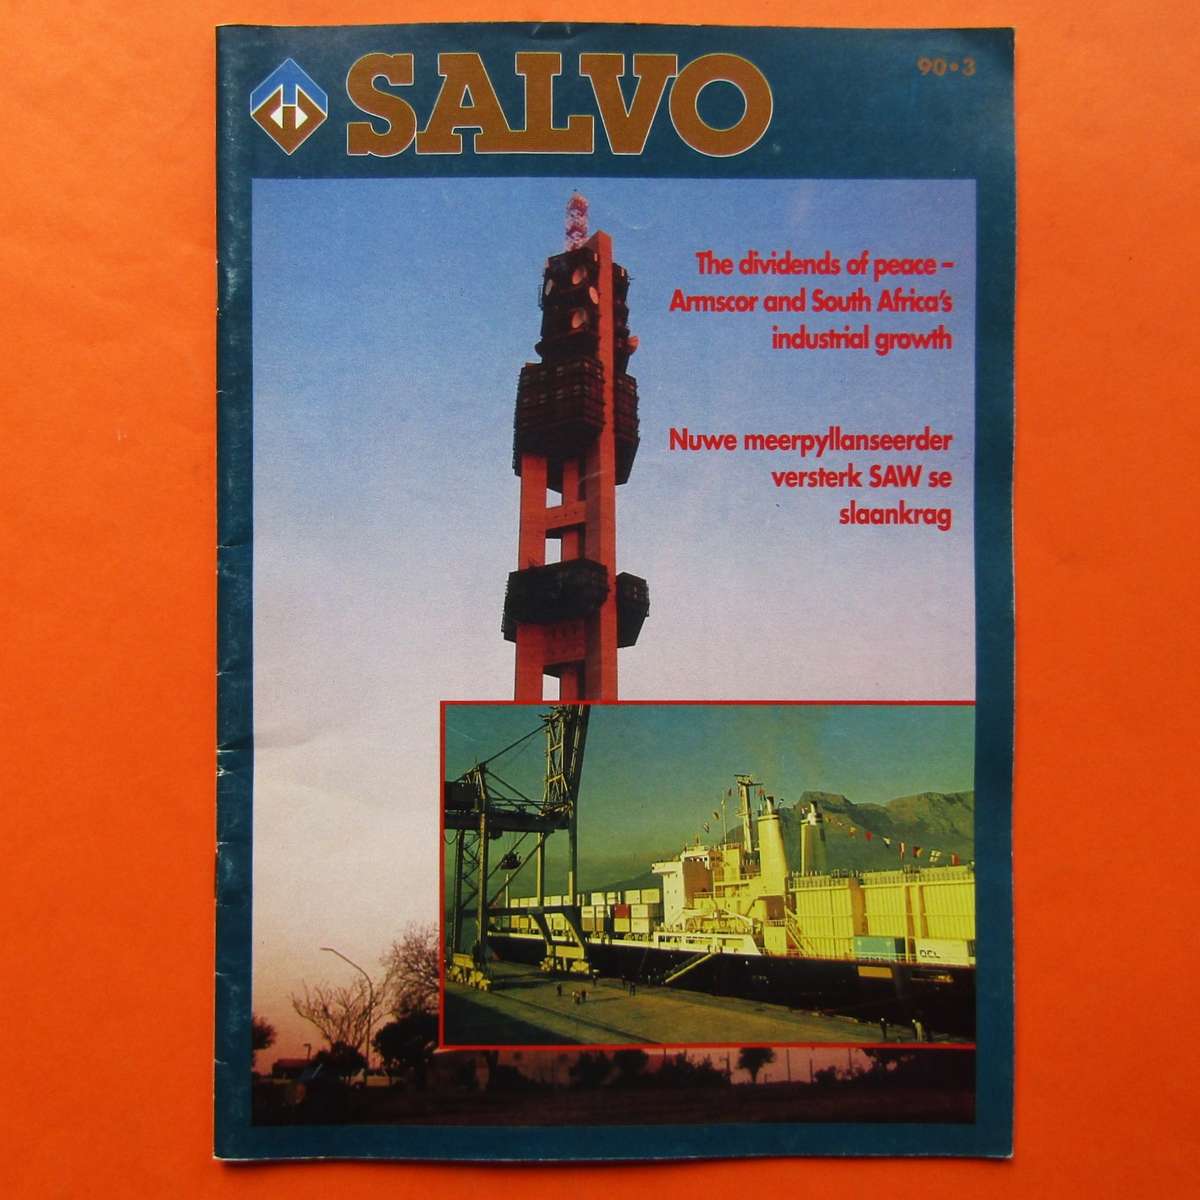 SALVO
90•3
The dividends of peace –
Armscor and South Africa's
industrial growth
Nuwe meerpyllanseerder
versterk SAW se
slaankrag
OCL